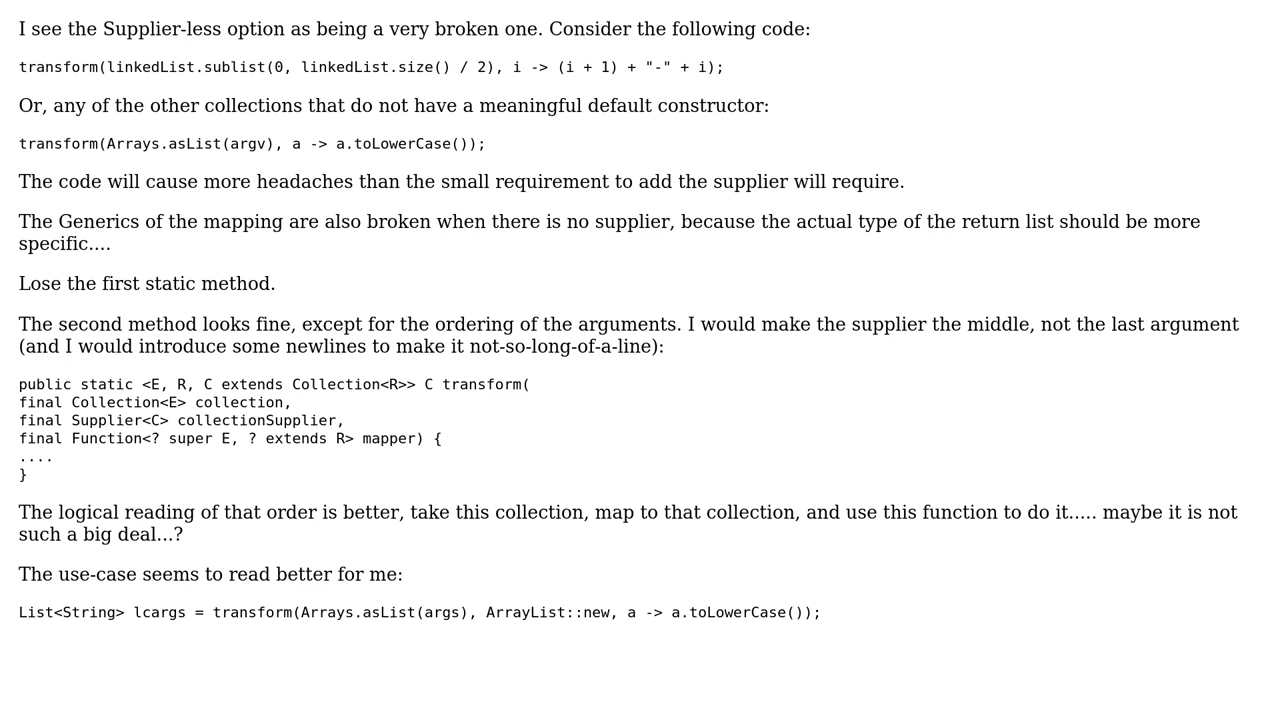 I see the Supplier-less option as being a very broken one. Consider the following code:
transform(linkedList.sublist(0, linkedList.size() / 2), i -> (i + 1) + "-" + i);
Or, any of the other collections that do not have a meaningful default constructor:
transform(Arrays.asList(argv), a -> a.toLowerCase());
The code will cause more headaches than the small requirement to add the supplier will require.
The Generics of the mapping are also broken when there is no supplier, because the actual type of the return list should be more
specific....
Lose the first static method.
The second method looks fine, except for the ordering of the arguments. I would make the supplier the middle, not the last argument
(and I would introduce some newlines to make it not-so-long-of-a-line):
public static <E, R, C extends Collection<R>> C transform(
final Collection<E> collection,
final Supplier<C> collectionSupplier,
final Function<? super E, ? extends R> mapper) {
....
}
The logical reading of that order is better, take this collection, map to that collection, and use this function to do it..... maybe it is not
such a big deal...?
The use-case seems to read better for me:
List<String> lcargs = transform(Arrays.asList(args), ArrayList::new, a -> a.toLowerCase());